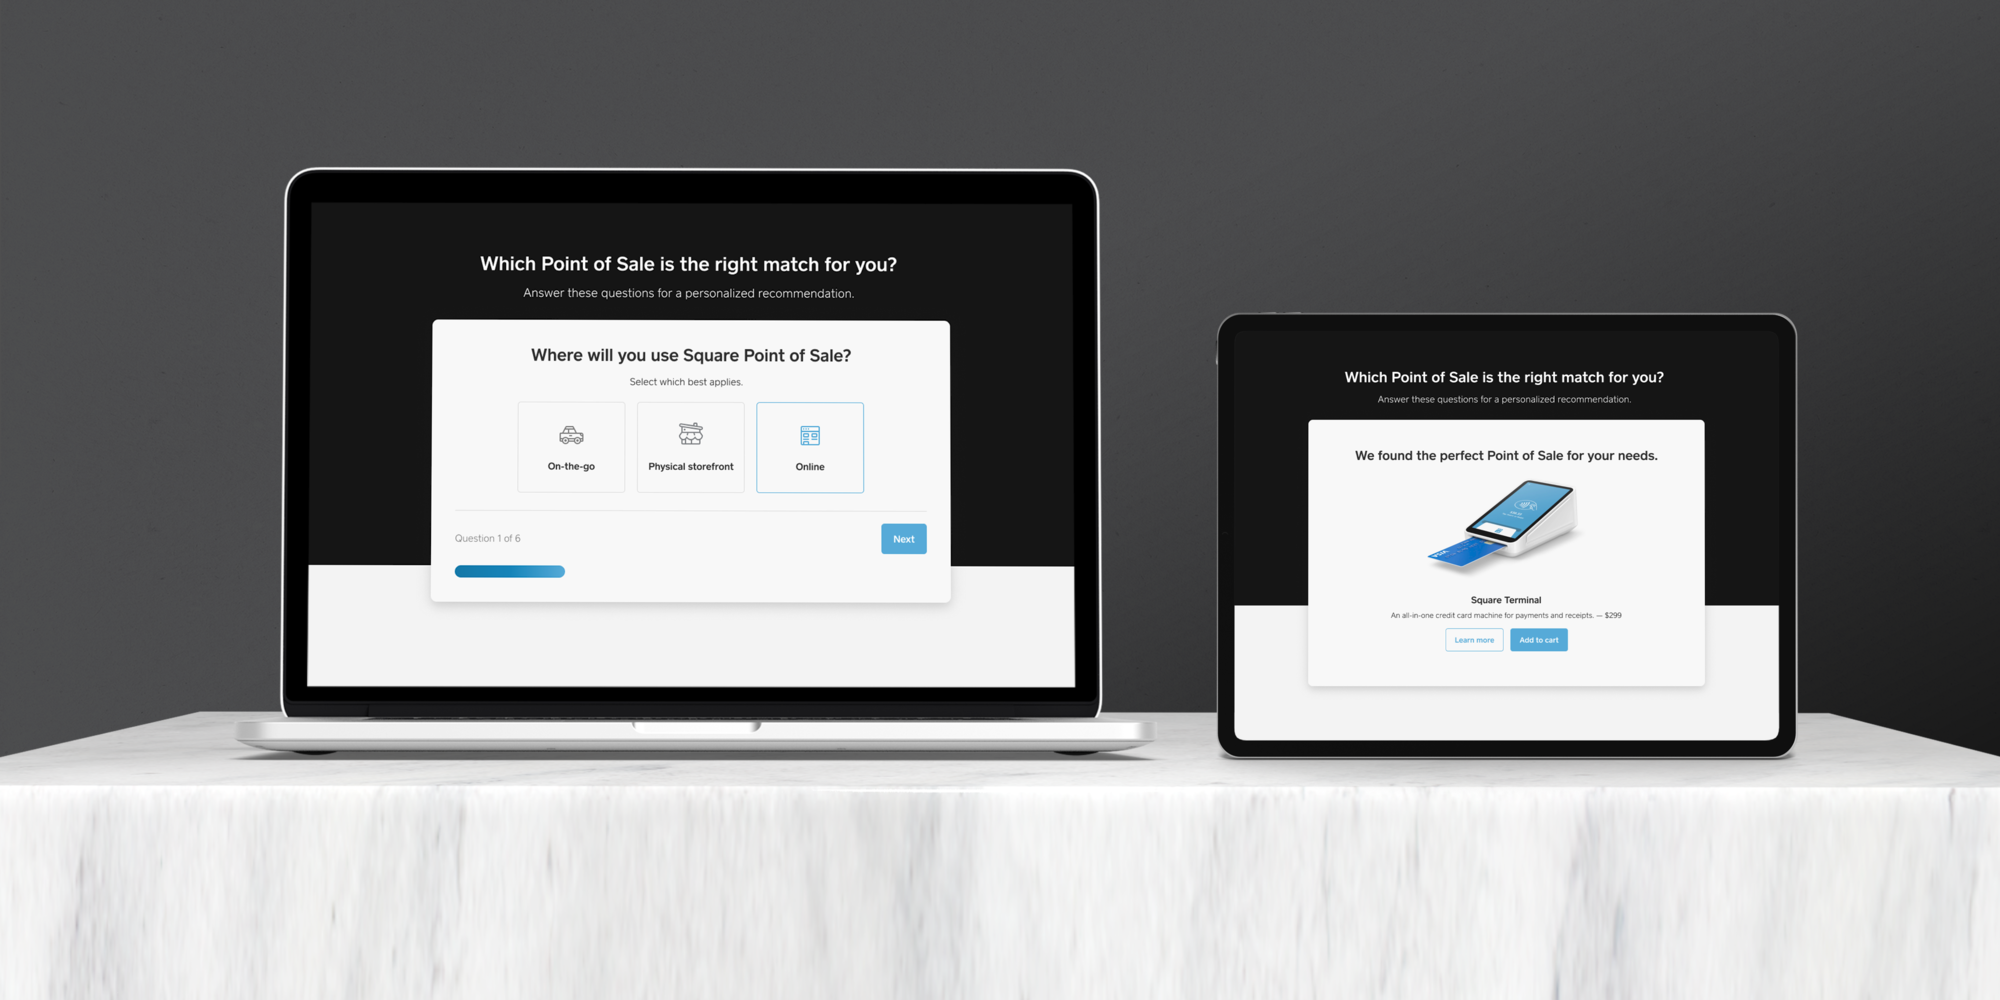 Which Point of Sale is the right match for you?
Answer these questions for a personalized recommendation.
Where will you use Square Point of Sale?
Select which best applies.
On-the-go
Physical storefront
Online
Question 1 of 6
Next
Which Point of Sale is the right match for you?
Answer these questions for a personalized recommendation.
We found the perfect Point of Sale for your needs.
VISA
Square Terminal
An all-in-one credit card machine for payments and receipts. — $299
Learn more
Add to cart